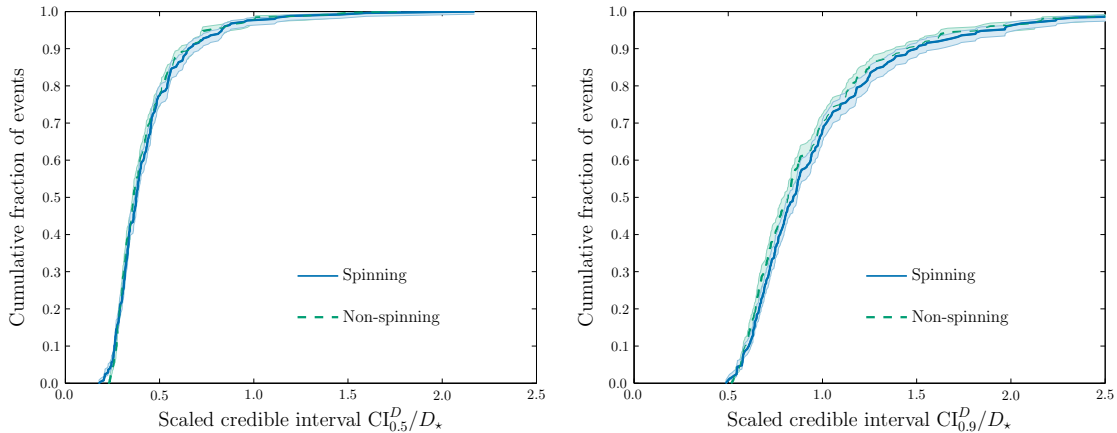 Cumulative fraction of events
1.0
0.9
0.8
0.7
0.6
0.5
0.4
0.3
0.2
0.1
0.0
Spinning
Non-spinning
0.0 0.5 1.0 1.5 2.0 2.5
Scaled credible interval CI^D_{0.5}/D_⋆
Cumulative fraction of events
1.0
0.9
0.8
0.7
0.6
0.5
0.4
0.3
0.2
0.1
0.0
Spinning
Non-spinning
0.0 0.5 1.0 1.5 2.0 2.5
Scaled credible interval CI^D_{0.9}/D_⋆